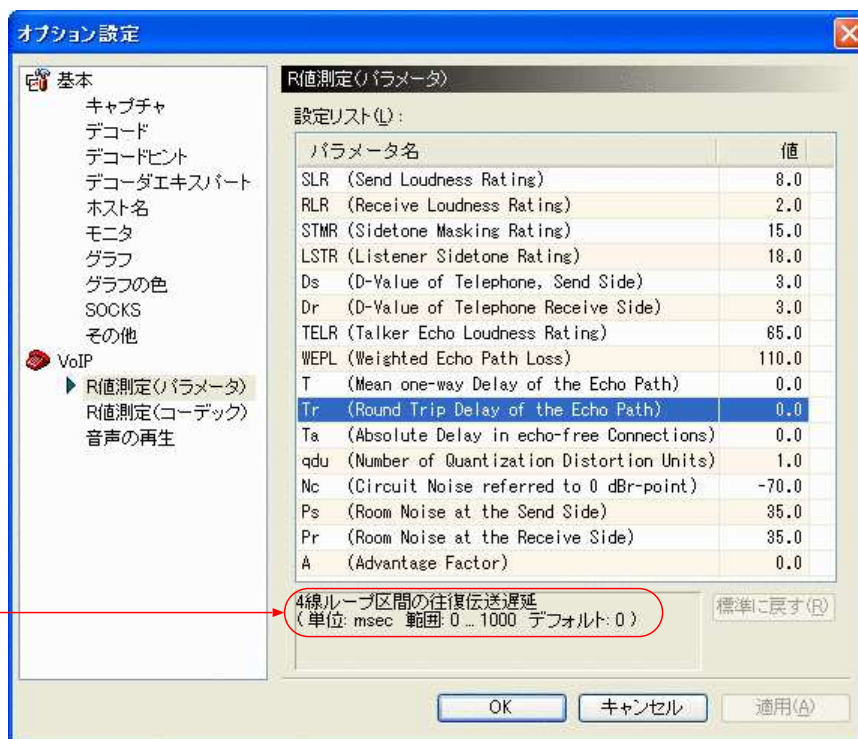 オプション設定
基本
キャプチャ
デコード
デコードヒント
デコーダエキスパート
ホスト名
モニタ
グラフ
グラフの色
SOCKS
その他
VoIP
R値測定(パラメータ)
R値測定(コーデック)
音声の再生
R値測定(パラメータ)
設定リスト(L):
パラメータ名 値
SLR (Send Loudness Rating) 8.0
RLR (Receive Loudness Rating) 2.0
STMR (Sidetone Masking Rating) 15.0
LSTR (Listener Sidetone Rating) 18.0
Ds (D-Value of Telephone, Send Side) 3.0
Dr (D-Value of Telephone Receive Side) 3.0
TELR (Talker Echo Loudness Rating) 65.0
WEPL (Weighted Echo Path Loss) 110.0
T (Mean one-way Delay of the Echo Path) 0.0
Tr (Round Trip Delay of the Echo Path) 0.0
Ta (Absolute Delay in echo-free Connections) 0.0
qdu (Number of Quantization Distortion Units) 1.0
Nc (Circuit Noise referred to 0 dBr-point) -70.0
Ps (Room Noise at the Send Side) 35.0
Pr (Room Noise at the Receive Side) 35.0
A (Advantage Factor) 0.0
4線ループ区間の往復伝送遅延
(単位: msec 範囲: 0 ... 1000 デフォルト: 0 )
標準に戻す(R)
OK キャンセル 適用(A)